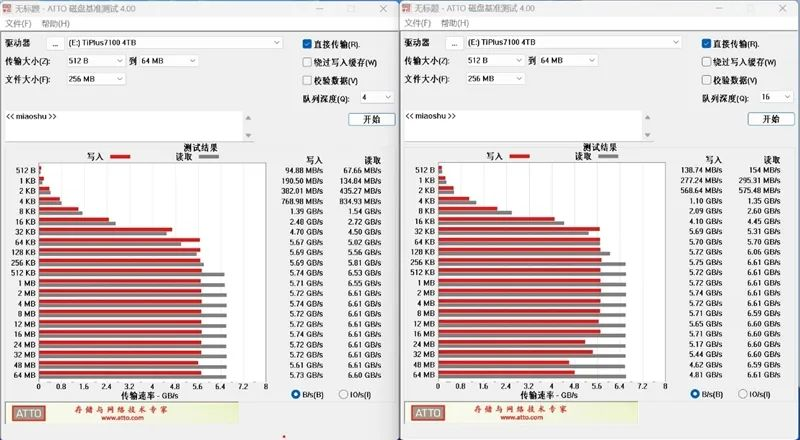 无标题 - ATTO 磁盘基准测试 4.00
文件(F) 帮助(H)
驱动器 ... (E:) TiPlus7100 4TB
直接传输(R).
传输大小(Z): 512 B 到 64 MB
绕过写入缓存(W)
文件大小(F): 256 MB
校验数据(V)
队列深度(Q): 4
<< miaoshu >>
开始
测试结果
写入 读取 写入 读取
512 B 94.88 MB/s 67.66 MB/s
1 KB 190.50 MB/s 134.84 MB/s
2 KB 382.01 MB/s 435.27 MB/s
4 KB 768.98 MB/s 834.93 MB/s
8 KB 1.39 GB/s 1.54 GB/s
16 KB 2.48 GB/s 2.72 GB/s
32 KB 4.70 GB/s 4.50 GB/s
64 KB 5.67 GB/s 5.02 GB/s
128 KB 5.69 GB/s 5.56 GB/s
256 KB 5.69 GB/s 5.81 GB/s
512 KB 5.74 GB/s 6.53 GB/s
1 MB 5.71 GB/s 6.55 GB/s
2 MB 5.72 GB/s 6.61 GB/s
4 MB 5.72 GB/s 6.61 GB/s
8 MB 5.72 GB/s 6.61 GB/s
12 MB 5.72 GB/s 6.61 GB/s
16 MB 5.72 GB/s 6.61 GB/s
24 MB 5.72 GB/s 6.61 GB/s
32 MB 5.72 GB/s 6.61 GB/s
48 MB 5.61 GB/s 6.61 GB/s
64 MB 5.73 GB/s 6.60 GB/s
0 0.8 1.6 2.4 3.2 4 4.8 5.6 6.4 7.2 8
传输速率 - GB/s
B/s(B) IO/s(I)
ATTO 存储与网络技术专家
www.atto.com
无标题 - ATTO 磁盘基准测试 4.00
文件(F) 帮助(H)
驱动器 ... (E:) TiPlus7100 4TB
直接传输(R).
传输大小(Z): 512 B 到 64 MB
绕过写入缓存(W)
文件大小(F): 256 MB
校验数据(V)
队列深度(Q): 16
<< miaoshu >>
开始
测试结果
写入 读取 写入 读取
512 B 138.74 MB/s 154 MB/s
1 KB 277.24 MB/s 295.31 MB/s
2 KB 568.64 MB/s 575.48 MB/s
4 KB 1.10 GB/s 1.35 GB/s
8 KB 2.09 GB/s 2.60 GB/s
16 KB 4.10 GB/s 4.45 GB/s
32 KB 5.69 GB/s 5.31 GB/s
64 KB 5.70 GB/s 5.70 GB/s
128 KB 5.72 GB/s 6.06 GB/s
256 KB 5.75 GB/s 6.61 GB/s
512 KB 5.72 GB/s 6.61 GB/s
1 MB 5.74 GB/s 6.61 GB/s
2 MB 5.74 GB/s 6.61 GB/s
4 MB 5.72 GB/s 6.61 GB/s
8 MB 5.71 GB/s 6.59 GB/s
12 MB 5.65 GB/s 6.60 GB/s
16 MB 5.71 GB/s 6.60 GB/s
24 MB 5.17 GB/s 6.60 GB/s
32 MB 5.44 GB/s 6.60 GB/s
48 MB 4.62 GB/s 6.59 GB/s
64 MB 4.81 GB/s 6.61 GB/s
0 0.8 1.6 2.4 3.2 4 4.8 5.6 6.4 7.2 8
传输速率 - GB/s
B/s(B) IO/s(I)
ATTO 存储与网络技术专家
www.atto.com